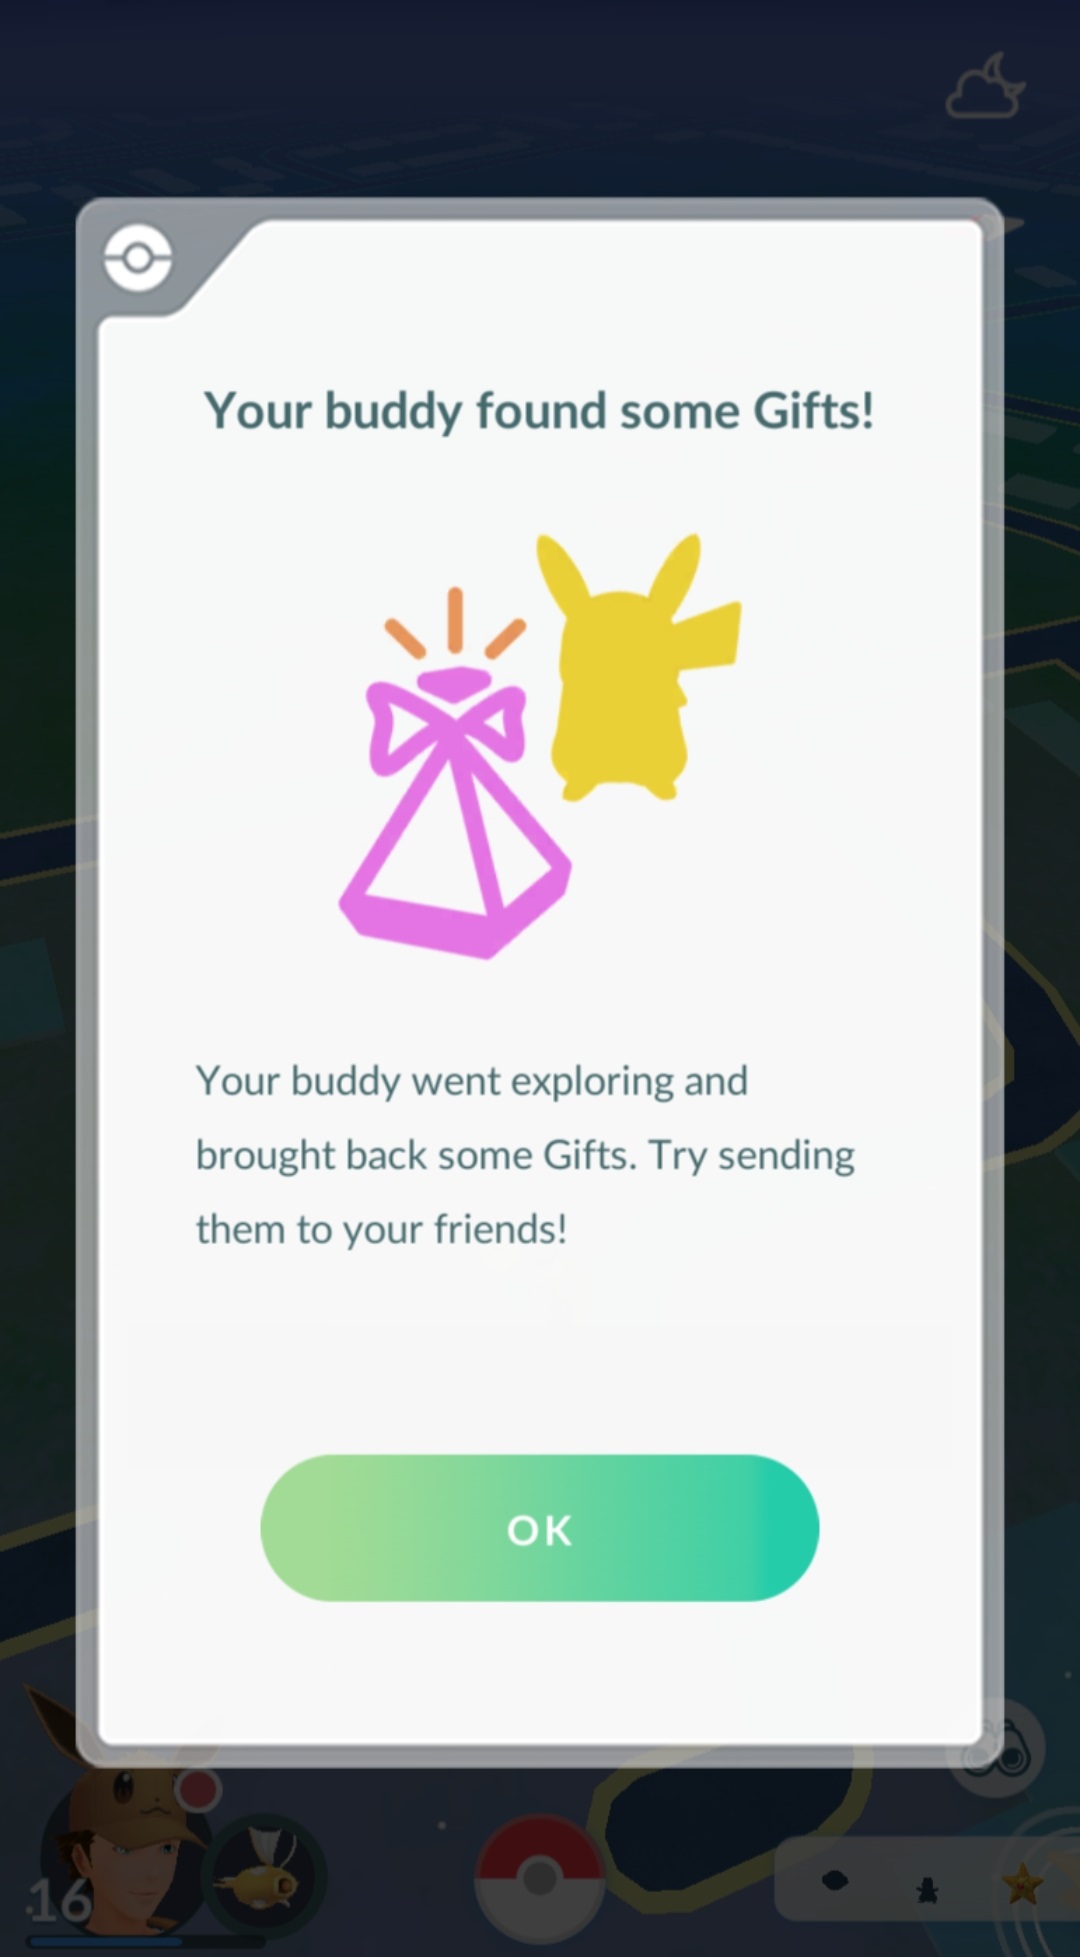 Your buddy found some Gifts!
Your buddy went exploring and
brought back some Gifts. Try sending
them to your friends!
OK
16